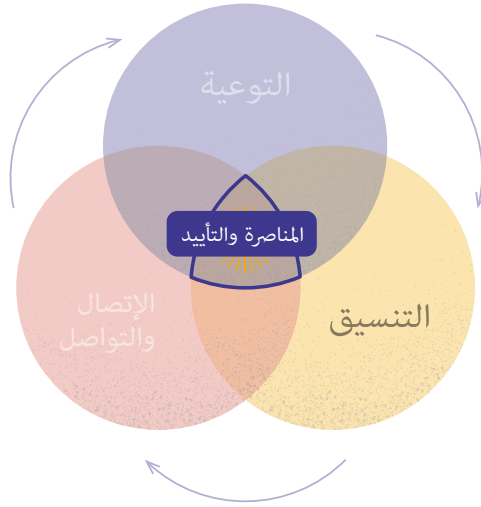 التوعية
المناصرة والتأييد
التنسيق
الإتصال
والتواصل